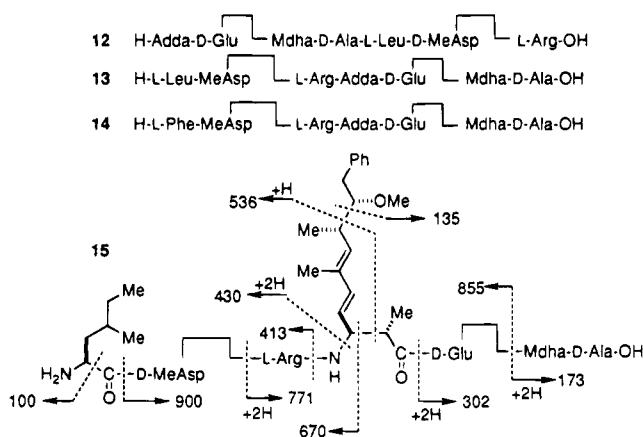 12 H-Adda-D-Glu Mdha-D-Ala-L-Leu-D-MeAsp L-Arg-OH
13 H-L-Leu-MeAsp L-Arg-Adda-D-Glu Mdha-D-Ala-OH
14 H-L-Phe-MeAsp L-Arg-Adda-D-Glu Mdha-D-Ala-OH
Ph
+H
536 OMe
135
Me
15
Me
Me +2H 855
430
Me
413 Me
H2N D-MeAsp L-Arg N D-Glu Mdha-D-Ala-OH
O H O
+2H +2H 173
100 900 771 +2H 302
670